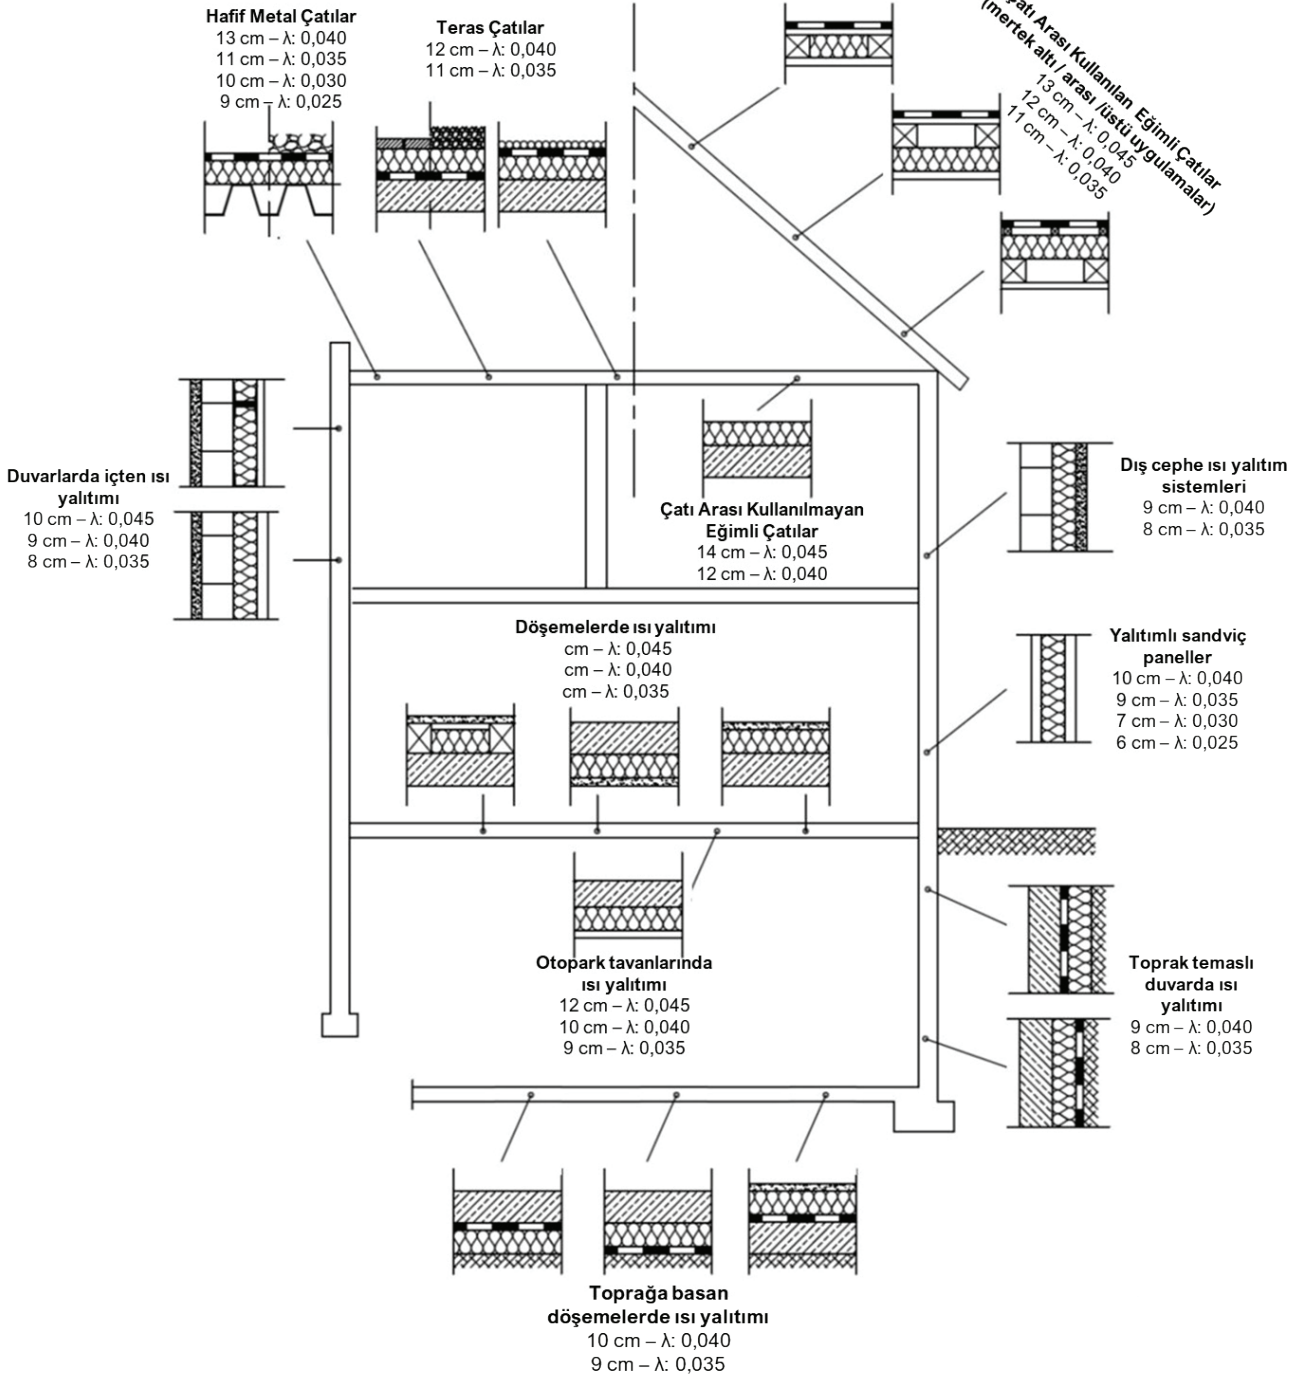 Hafif Metal Çatılar
13 cm – λ: 0,040
11 cm – λ: 0,035
10 cm – λ: 0,030
9 cm – λ: 0,025
Teras Çatılar
12 cm – λ: 0,040
11 cm – λ: 0,035
Çatı Arası Kullanılan Eğimli Çatılar
(mertek altı / arası /üstü uygulamalar)
13 cm – λ: 0,045
12 cm – λ: 0,040
11 cm – λ: 0,035
Duvarlarda içten ısı
yalıtımı
10 cm – λ: 0,045
9 cm – λ: 0,040
8 cm – λ: 0,035
Çatı Arası Kullanılmayan
Eğimli Çatılar
14 cm – λ: 0,045
12 cm – λ: 0,040
Dış cephe ısı yalıtım
sistemleri
9 cm – λ: 0,040
8 cm – λ: 0,035
Döşemelerde ısı yalıtımı
cm – λ: 0,045
cm – λ: 0,040
cm – λ: 0,035
Yalıtımlı sandviç
paneller
10 cm – λ: 0,040
9 cm – λ: 0,035
7 cm – λ: 0,030
6 cm – λ: 0,025
Otopark tavanlarında
ısı yalıtımı
12 cm – λ: 0,045
10 cm – λ: 0,040
9 cm – λ: 0,035
Toprak temaslı
duvarda ısı
yalıtımı
9 cm – λ: 0,040
8 cm – λ: 0,035
Toprağa basan
döşemelerde ısı yalıtımı
10 cm – λ: 0,040
9 cm – λ: 0,035